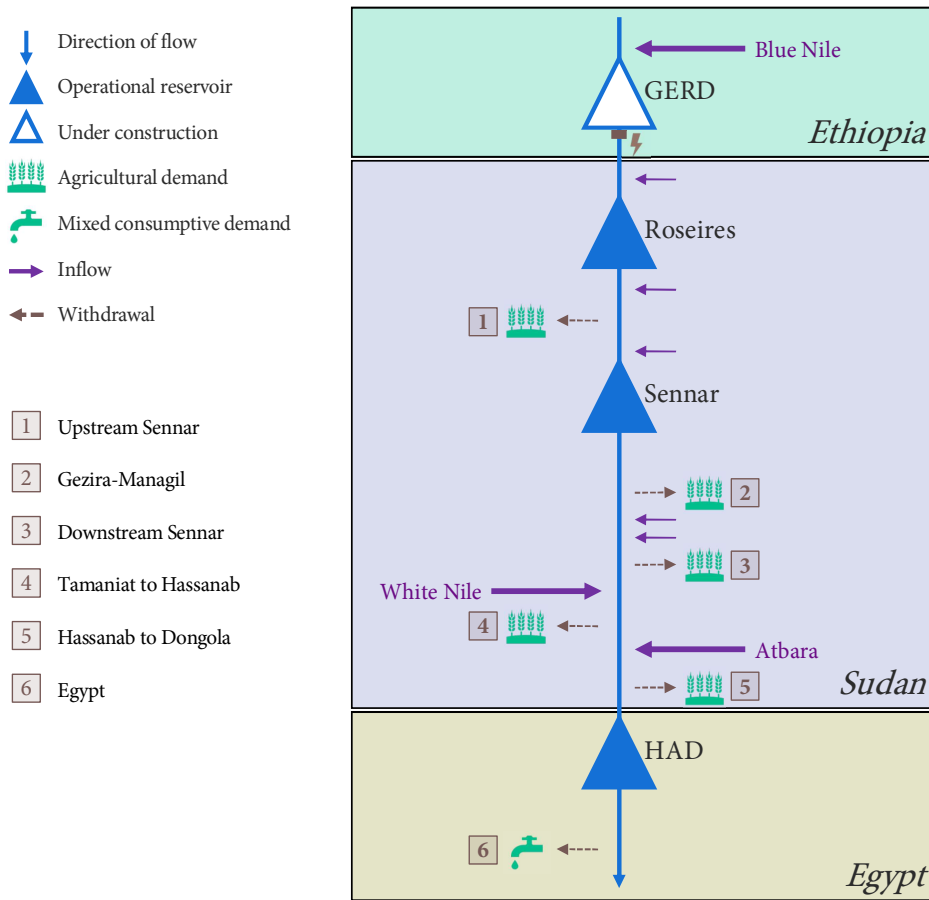 Direction of flow
Operational reservoir
Under construction
Agricultural demand
Mixed consumptive demand
Inflow
Withdrawal
1 Upstream Sennar
2 Gezira-Managil
3 Downstream Sennar
4 Tamaniat to Hassanab
5 Hassanab to Dongola
6 Egypt
Blue Nile
GERD
Ethiopia
Roseires
1
Sennar
2
3
White Nile
4
Atbara
5
Sudan
HAD
6
Egypt